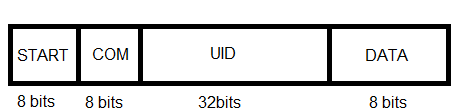 START COM UID DATA
8 bits 8 bits 32bits 8 bits